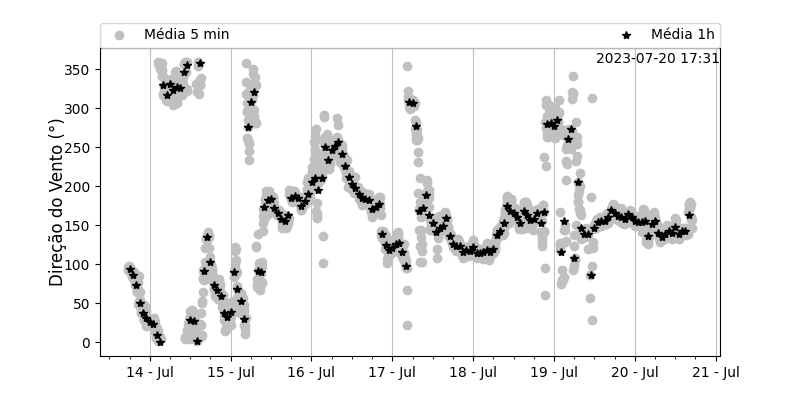 Média 5 min
Média 1h
2023-07-20 17:31
Direção do Vento (°)
350
300
250
200
150
100
50
0
14 - Jul
15 - Jul
16 - Jul
17 - Jul
18 - Jul
19 - Jul
20 - Jul
21 - Jul